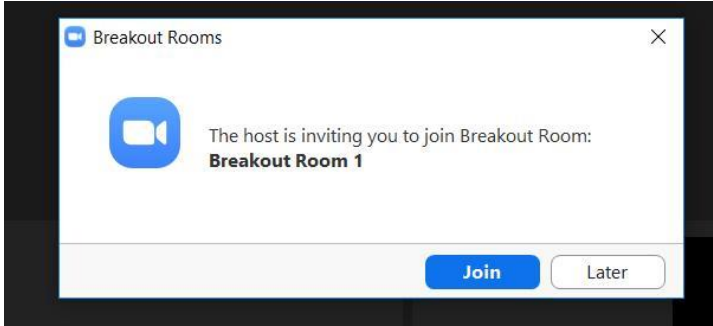 Breakout Rooms
The host is inviting you to join Breakout Room:
Breakout Room 1
Join
Later